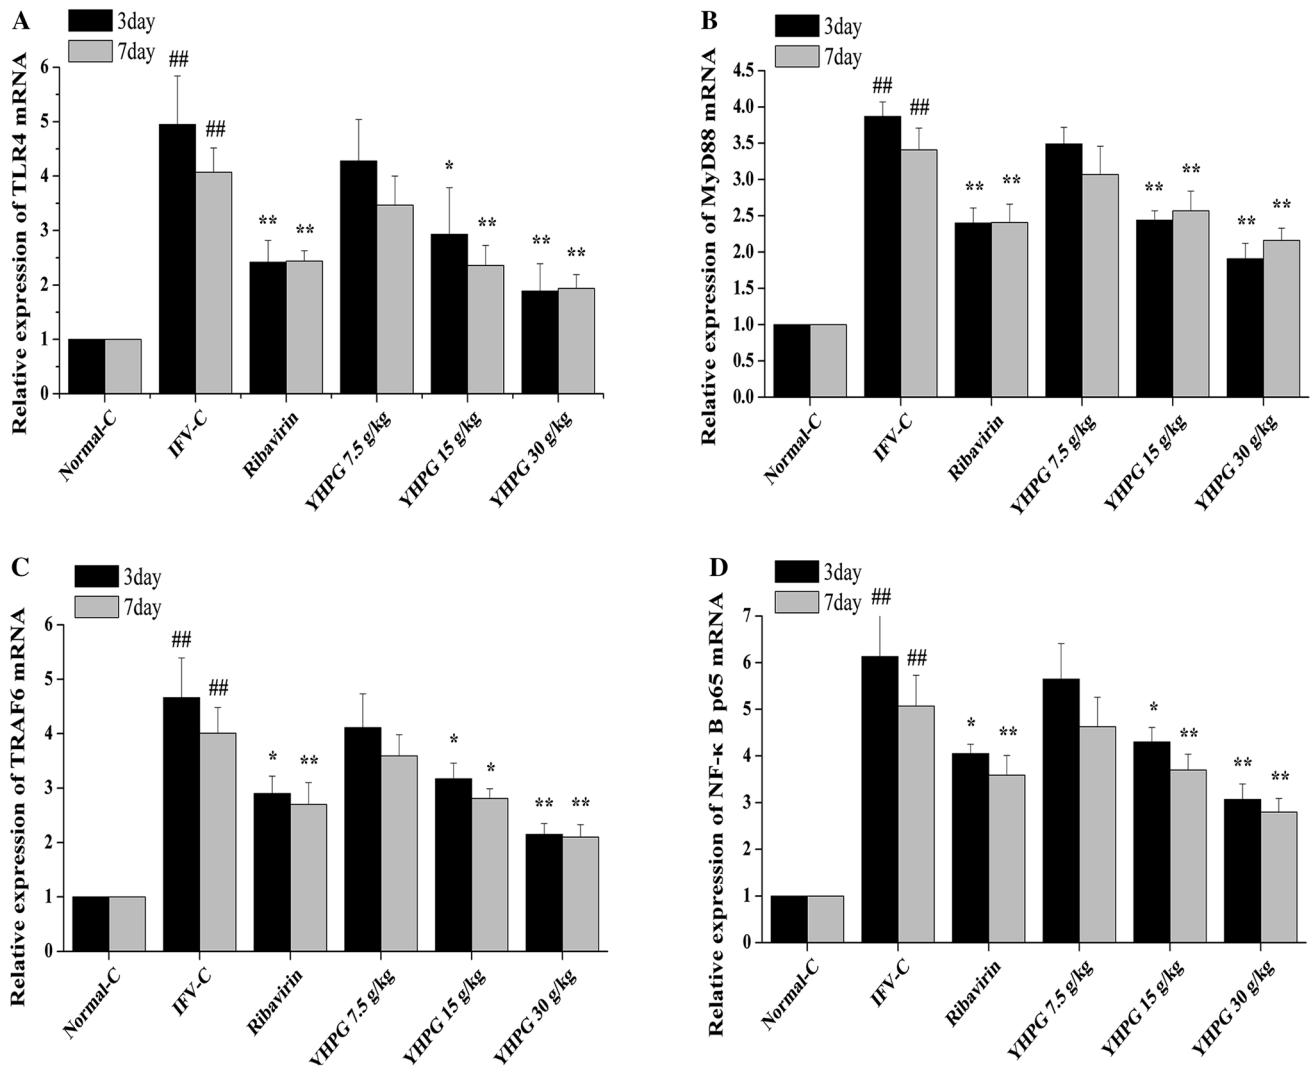 A
3day
7day
Relative expression of TLR4 mRNA
6
5
4
3
2
1
0
##
##
**
**
*
**
**
**
Normal-C
IFV-C
Ribavirin
YHPG 7.5 g/kg
YHPG 15 g/kg
YHPG 30 g/kg
B
3day
7day
Relative expression of MyD88 mRNA
4.5
4.0
3.5
3.0
2.5
2.0
1.5
1.0
0.5
0.0
##
##
**
**
**
**
**
**
Normal-C
IFV-C
Ribavirin
YHPG 7.5 g/kg
YHPG 15 g/kg
YHPG 30 g/kg
C
3day
7day
Relative expression of TRAF6 mRNA
6
5
4
3
2
1
0
##
##
*
**
*
*
**
**
Normal-C
IFV-C
Ribavirin
YHPG 7.5 g/kg
YHPG 15 g/kg
YHPG 30 g/kg
D
3day
7day
Relative expression of NF-κ B p65 mRNA
7
6
5
4
3
2
1
0
##
##
*
**
*
**
**
**
Normal-C
IFV-C
Ribavirin
YHPG 7.5 g/kg
YHPG 15 g/kg
YHPG 30 g/kg